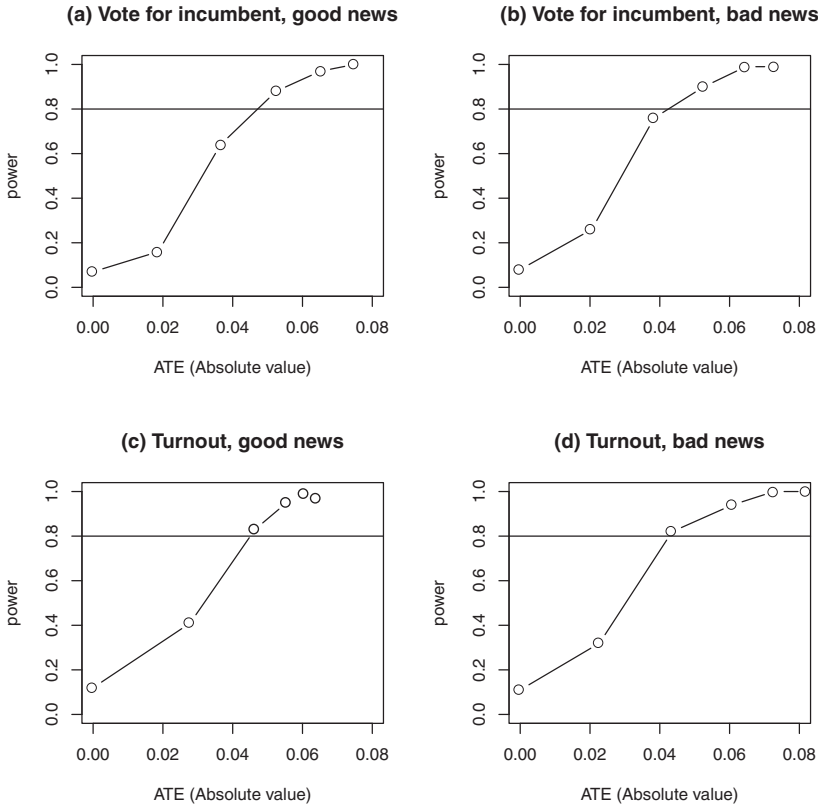 (a) Vote for incumbent, good news
power
0.0 0.2 0.4 0.6 0.8 1.0
0.00 0.02 0.04 0.06 0.08
ATE (Absolute value)
(b) Vote for incumbent, bad news
power
0.0 0.2 0.4 0.6 0.8 1.0
0.00 0.02 0.04 0.06 0.08
ATE (Absolute value)
(c) Turnout, good news
power
0.0 0.2 0.4 0.6 0.8 1.0
0.00 0.02 0.04 0.06 0.08
ATE (Absolute value)
(d) Turnout, bad news
power
0.0 0.2 0.4 0.6 0.8 1.0
0.00 0.02 0.04 0.06 0.08
ATE (Absolute value)